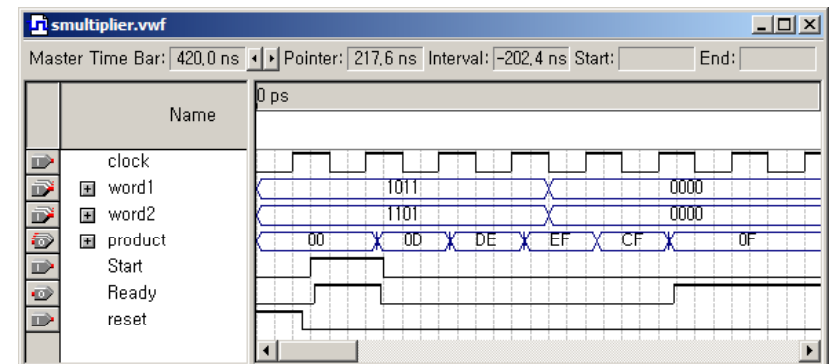 smultiplier.vwf
Master Time Bar: 420,0 ns Pointer: 217,6 ns Interval: -202,4 ns Start: End:
Name 0 ps
clock
word1 1011 0000
word2 1101 0000
product 00 0D DE EF CF 0F
Start
Ready
reset